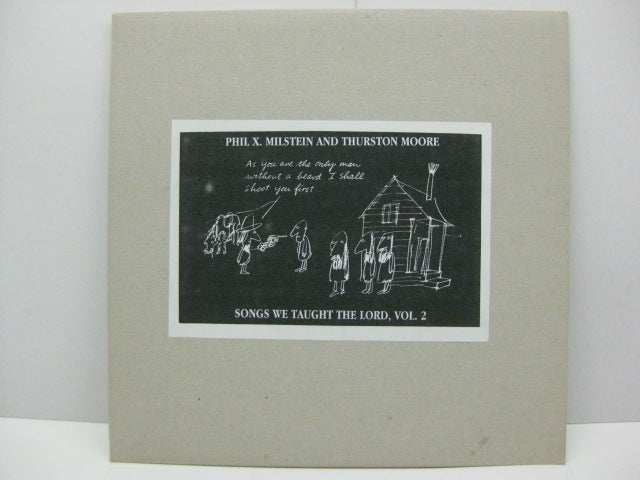 PHIL X. MILSTEIN AND THURSTON MOORE
As you are the only man
without a beard I shall
shoot you first
SONGS WE TAUGHT THE LORD, VOL. 2